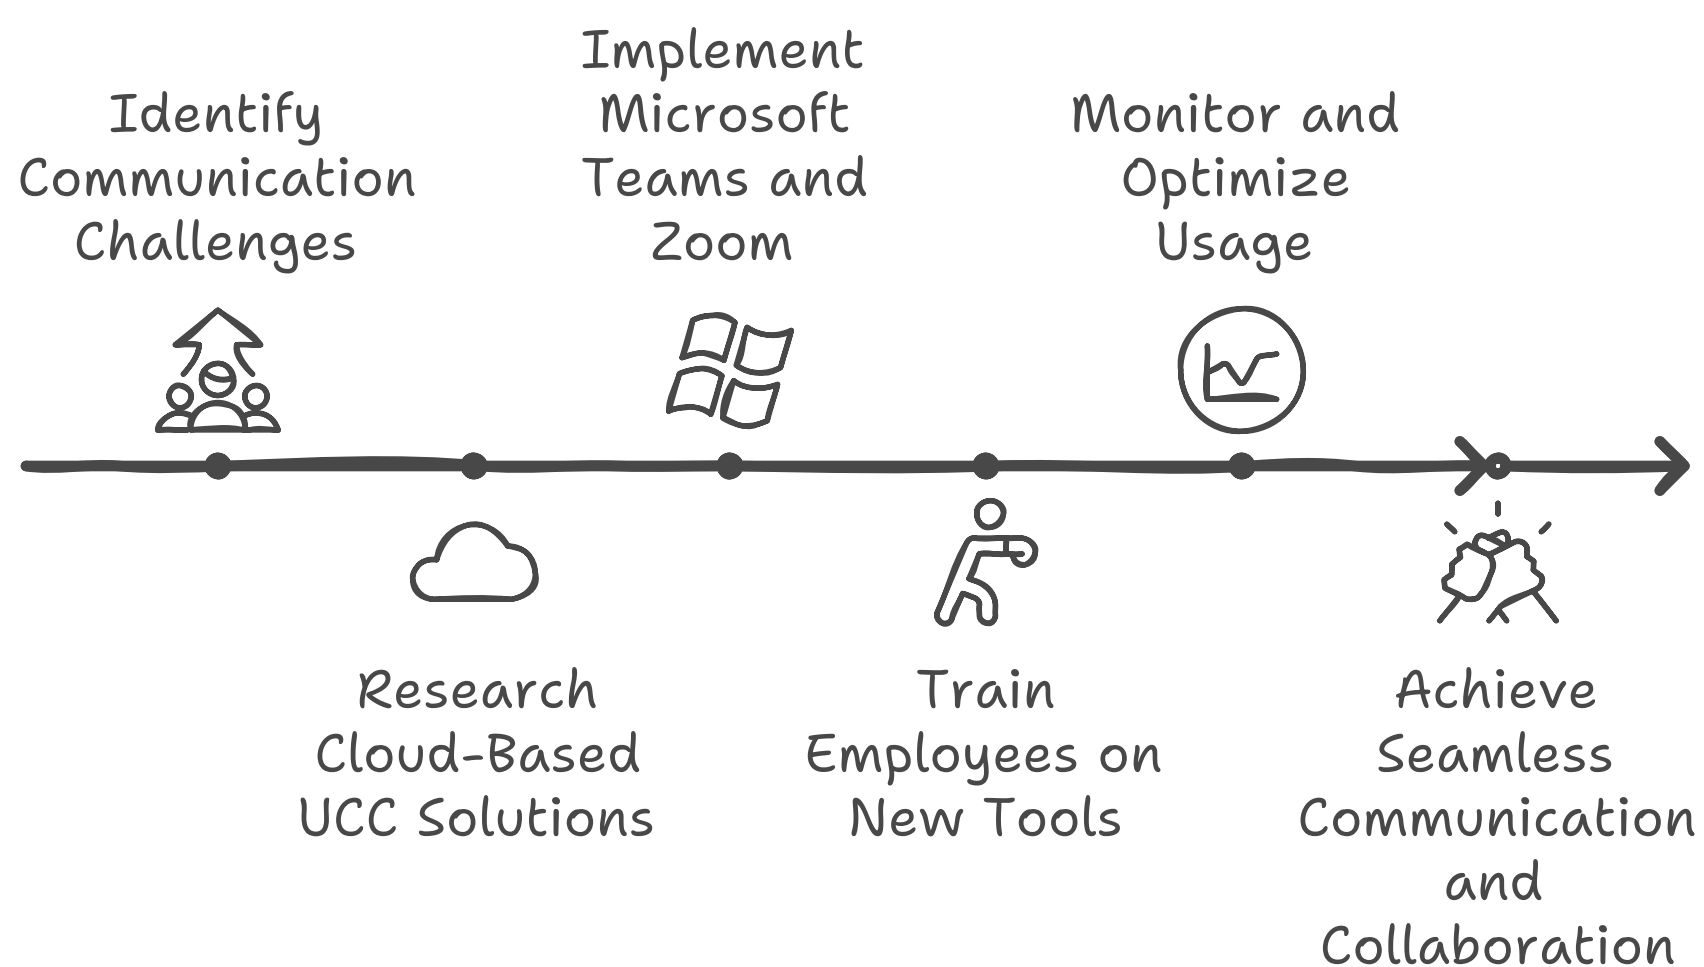 Identify
Communication
Challenges
Research
Cloud-Based
UCC Solutions
Implement
Microsoft
Teams and
Zoom
Train
Employees on
New Tools
Monitor and
Optimize
Usage
Achieve
Seamless
Communication
and
Collaboration